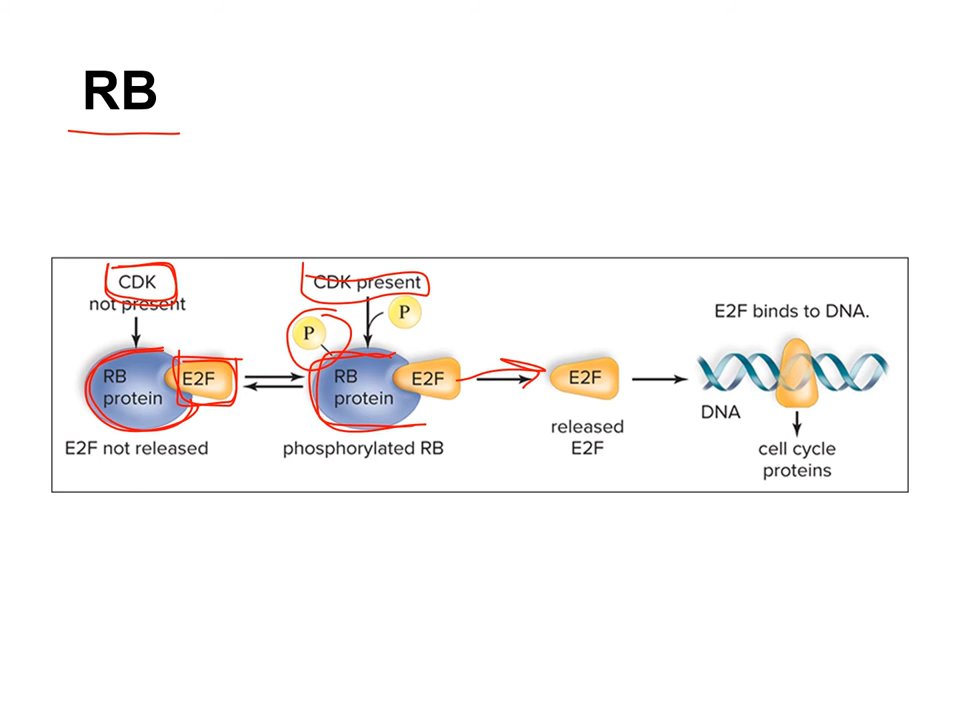 RB
CDK
not present
CDK present
P
P
RB
protein
E2F
E2F not released
RB
protein
E2F
phosphorylated RB
E2F
released
E2F
E2F binds to DNA.
DNA
cell cycle
proteins